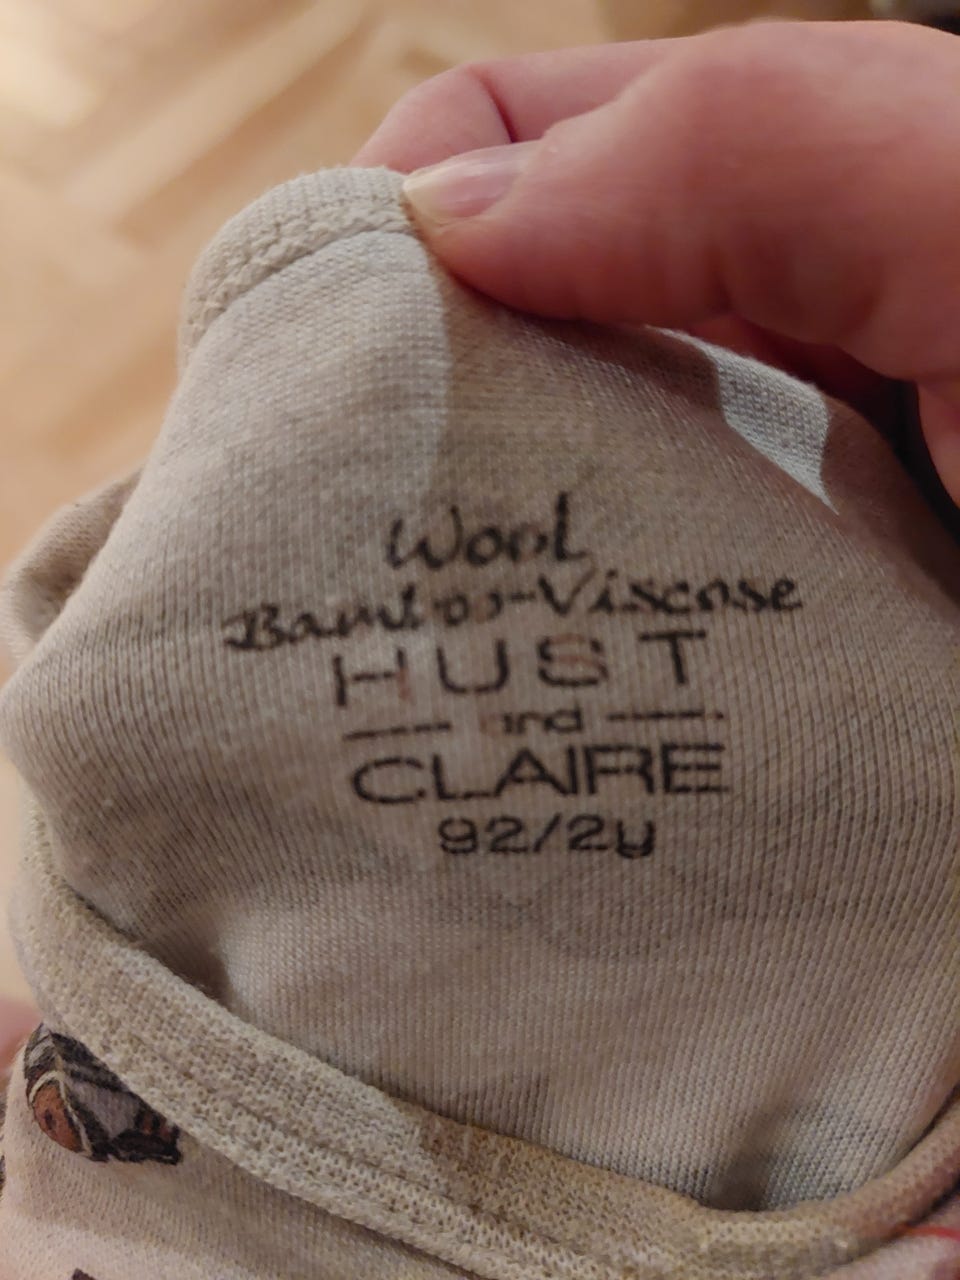 Wool
Bamboo-Viscose
HUST
and
CLAIRE
92/2y